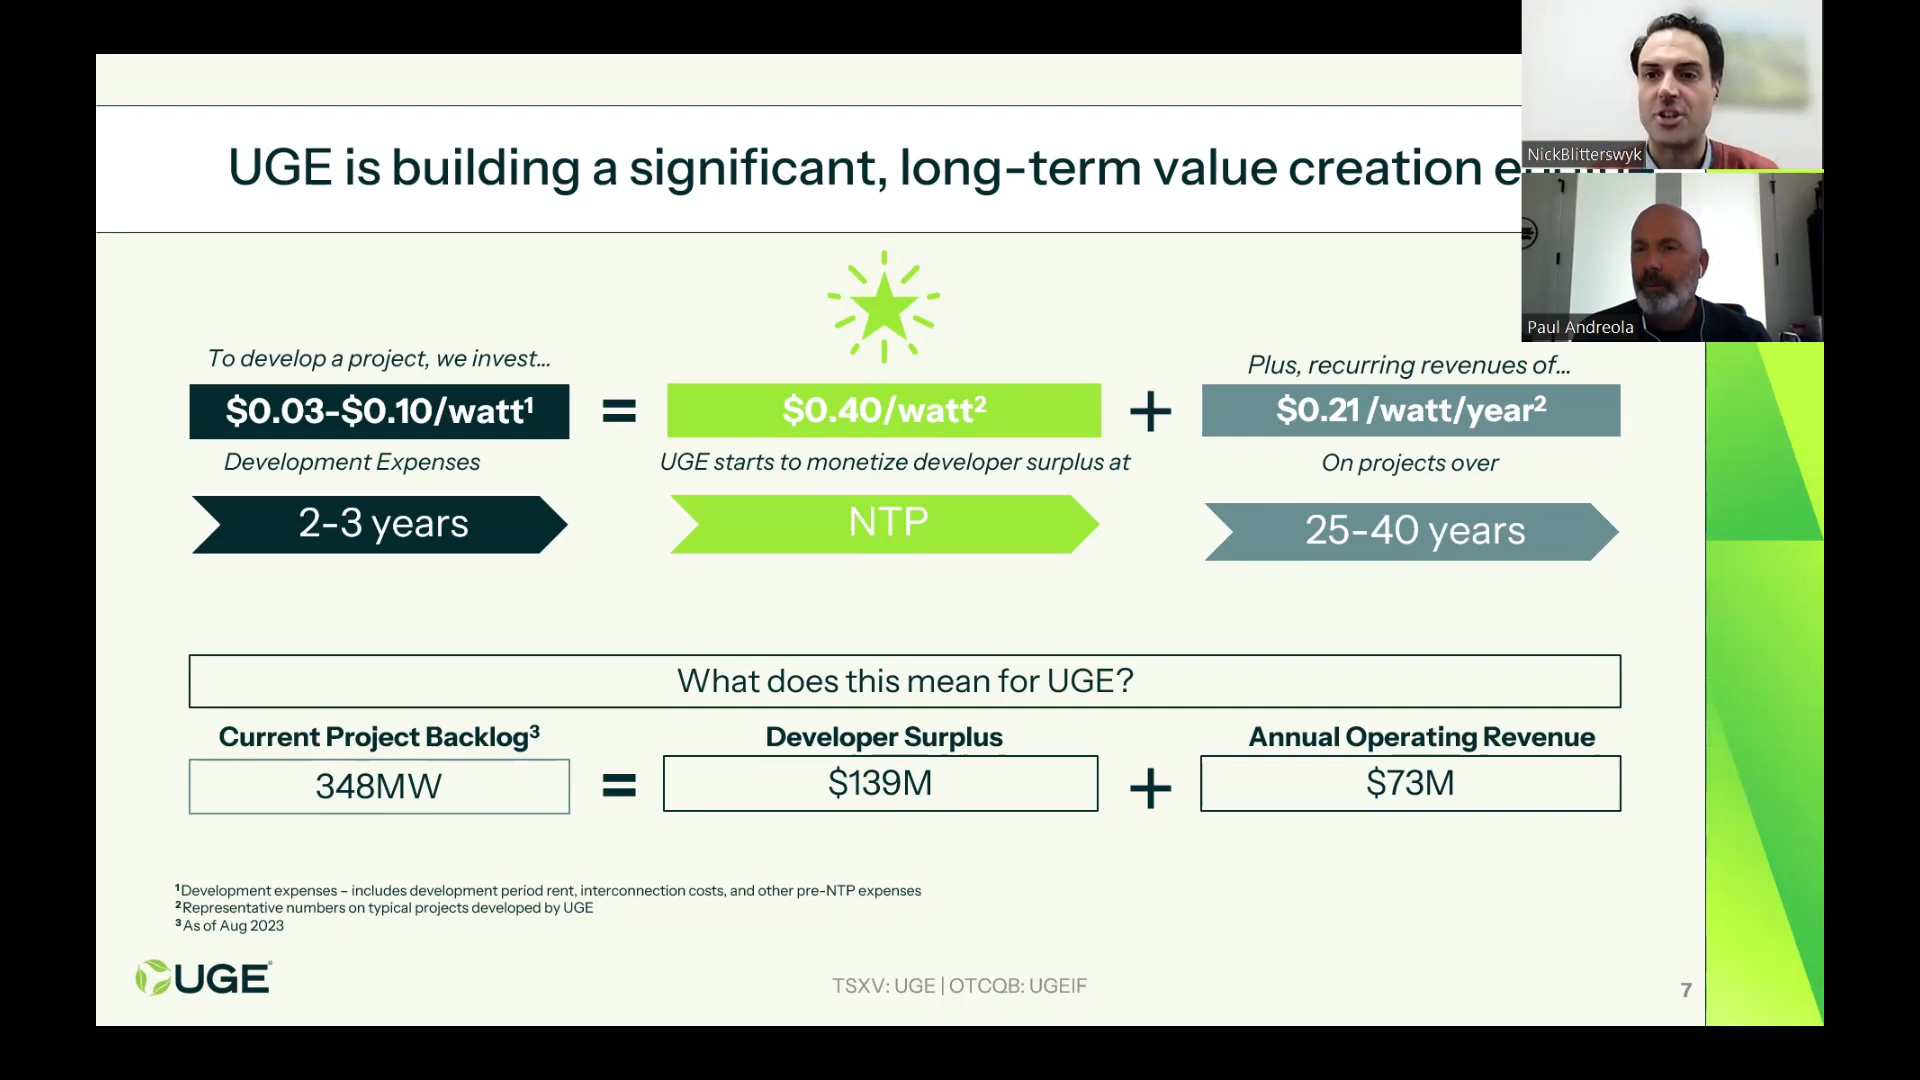 UGE is building a significant, long-term value creation
NickBlitterswyk
Paul Andreola
To develop a project, we invest...
$0.03-$0.10/watt¹
Development Expenses
2-3 years
=
$0.40/watt²
UGE starts to monetize developer surplus at
NTP
+
Plus, recurring revenues of...
$0.21/watt/year²
On projects over
25-40 years
What does this mean for UGE?
Current Project Backlog³
348MW
=
Developer Surplus
$139M
+
Annual Operating Revenue
$73M
¹Development expenses – includes development period rent, interconnection costs, and other pre-NTP expenses
²Representative numbers on typical projects developed by UGE
³As of Aug 2023
UGE
TSXV: UGE | OTCQB: UGEIF
7